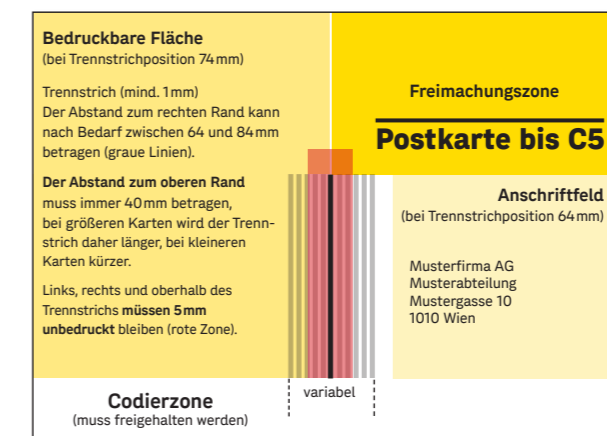 Bedruckbare Fläche
(bei Trennstrichposition 74 mm)
Trennstrich (mind. 1 mm)
Der Abstand zum rechten Rand kann
nach Bedarf zwischen 64 und 84 mm
betragen (graue Linien).
Der Abstand zum oberen Rand
muss immer 40 mm betragen,
bei größeren Karten wird der Trenn-
strich daher länger, bei kleineren
Karten kürzer.
Links, rechts und oberhalb des
Trennstrichs müssen 5 mm
unbedruckt bleiben (rote Zone).
Freimachungszone
Postkarte bis C5
Anschriftfeld
(bei Trennstrichposition 64 mm)
Musterfirma AG
Musterabteilung
Mustergasse 10
1010 Wien
variabel
Codierzone
(muss freigehalten werden)